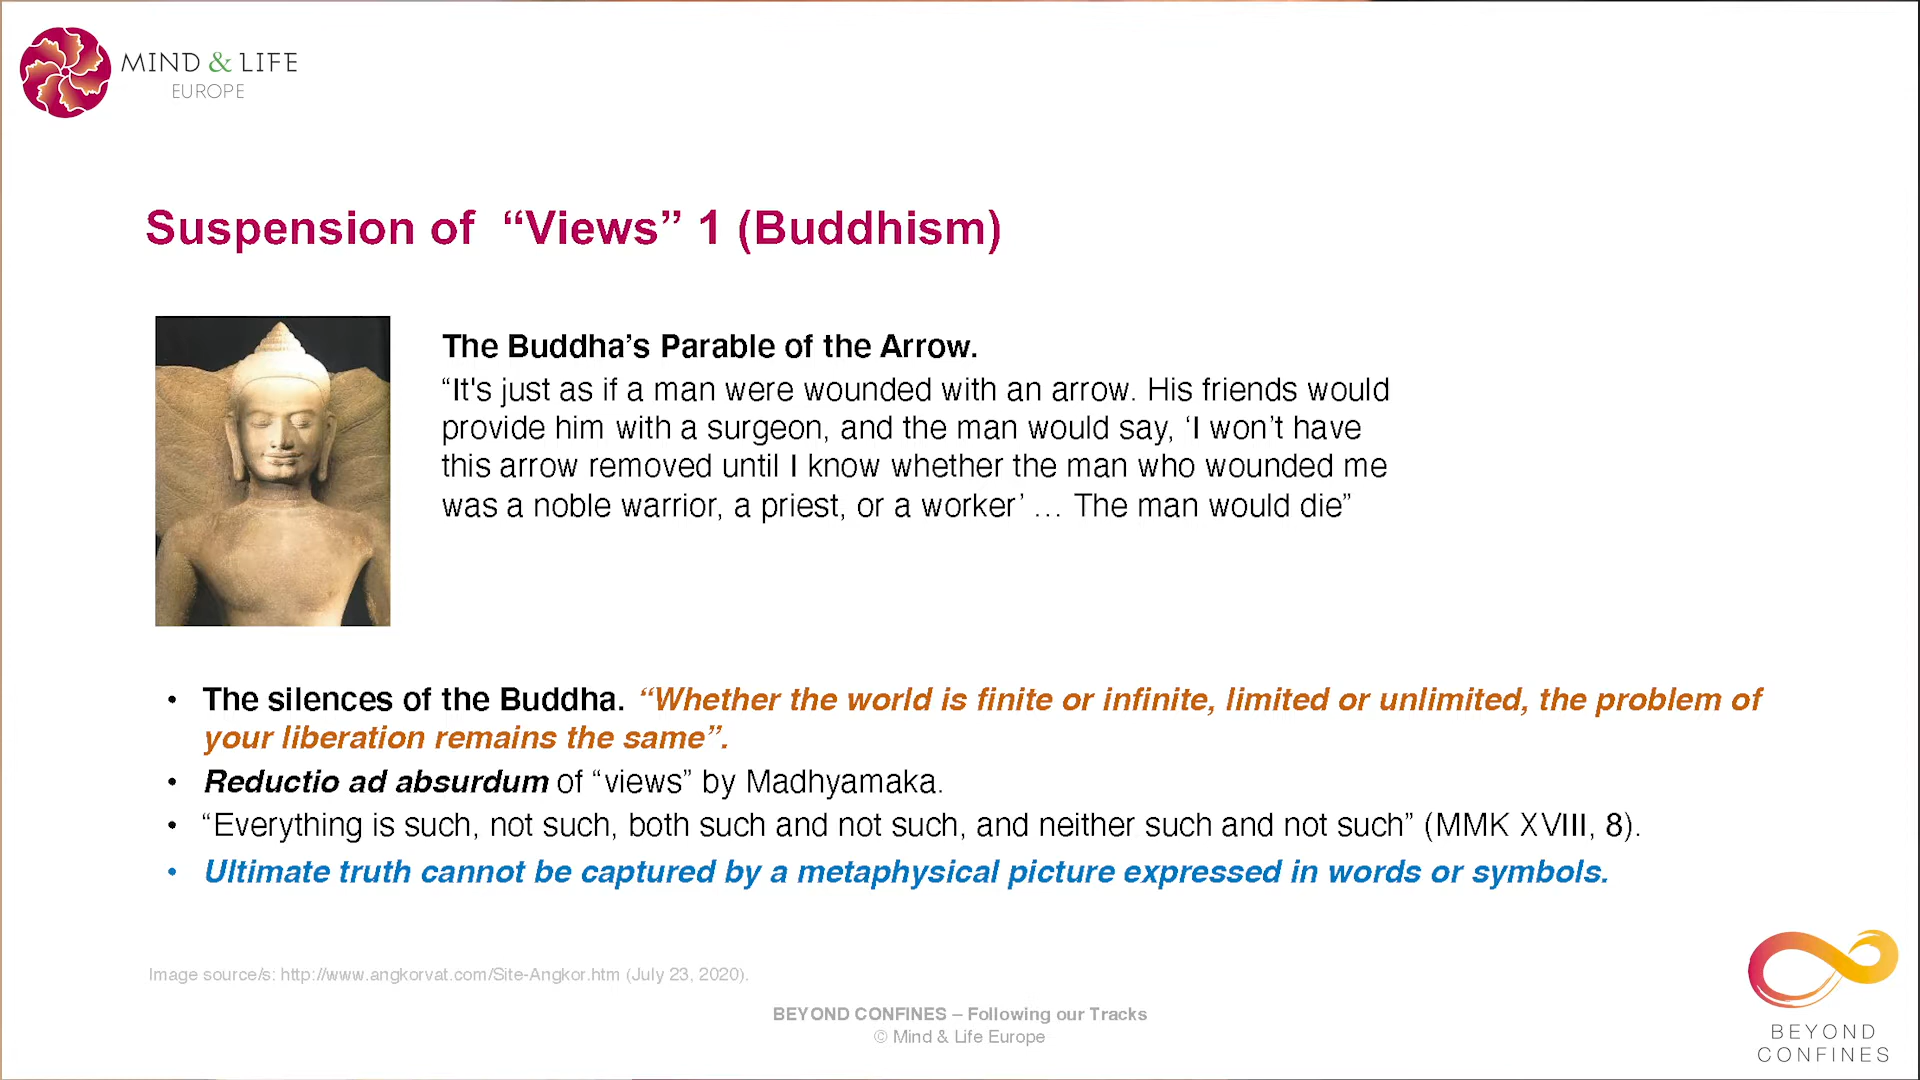 MIND & LIFE
EUROPE
Suspension of “Views” 1 (Buddhism)
The Buddha’s Parable of the Arrow.
“It's just as if a man were wounded with an arrow. His friends would
provide him with a surgeon, and the man would say, ‘I won’t have
this arrow removed until I know whether the man who wounded me
was a noble warrior, a priest, or a worker’ … The man would die”
• The silences of the Buddha. “Whether the world is finite or infinite, limited or unlimited, the problem of
your liberation remains the same”.
• Reductio ad absurdum of “views” by Madhyamaka.
• “Everything is such, not such, both such and not such, and neither such and not such” (MMK XVIII, 8).
• Ultimate truth cannot be captured by a metaphysical picture expressed in words or symbols.
Image source/s: http://www.angkorvat.com/Site-Angkor.htm (July 23, 2020).
BEYOND CONFINES – Following our Tracks
© Mind & Life Europe
BEYOND
CONFINES